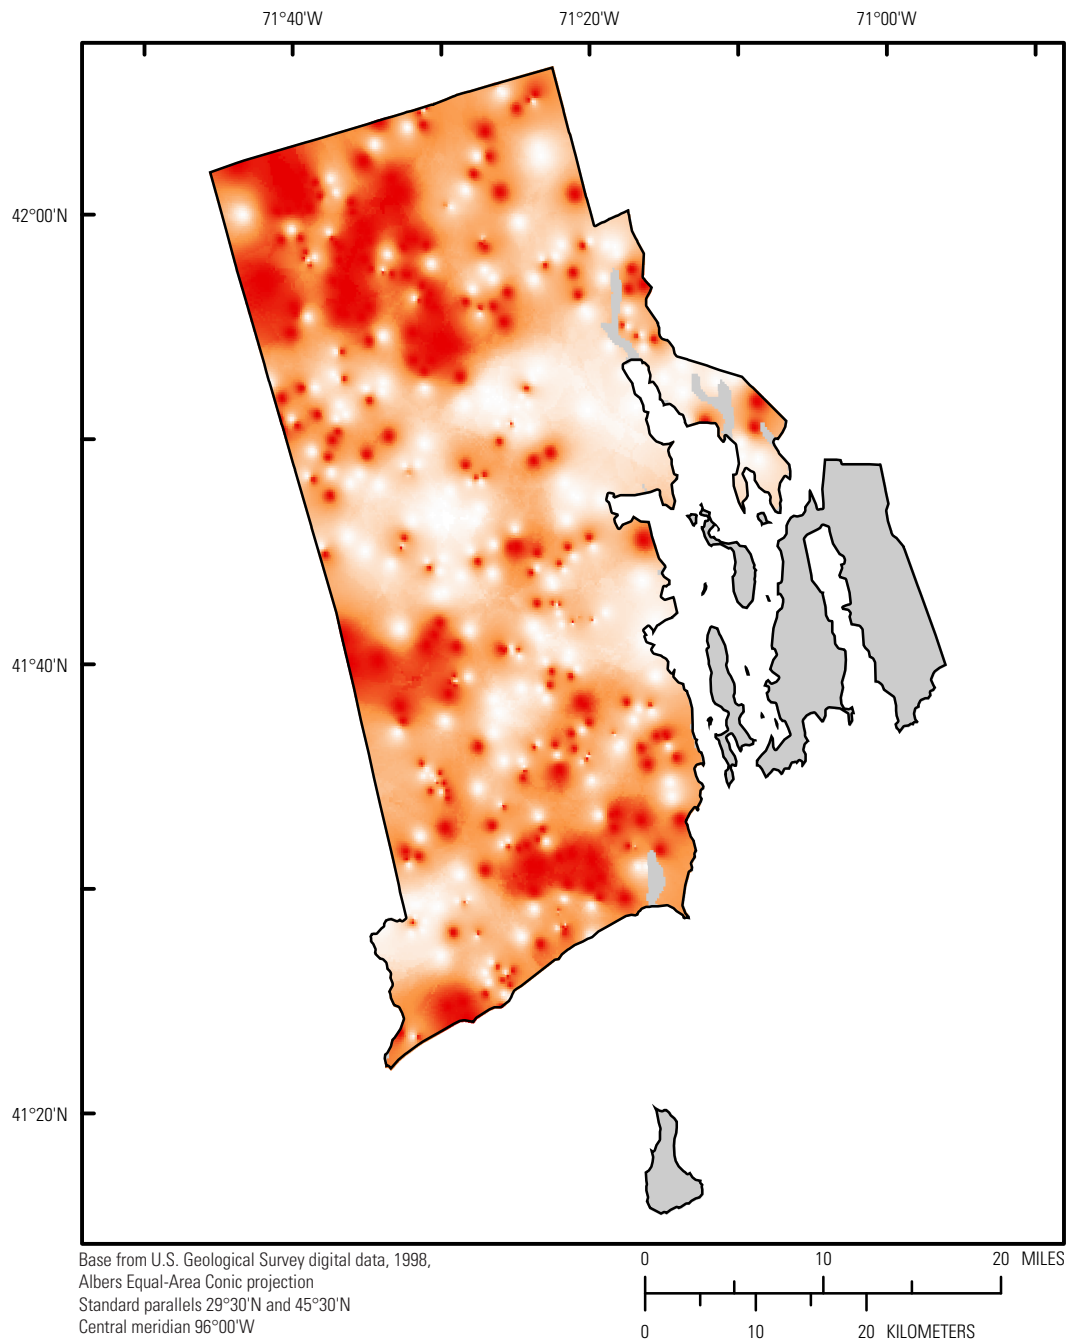 71°40'W 71°20'W 71°00'W
42°00'N
41°40'N
41°20'N
Base from U.S. Geological Survey digital data, 1998,
Albers Equal-Area Conic projection
Standard parallels 29°30'N and 45°30'N
Central meridian 96°00'W
0 10 20 MILES
0 10 20 KILOMETERS